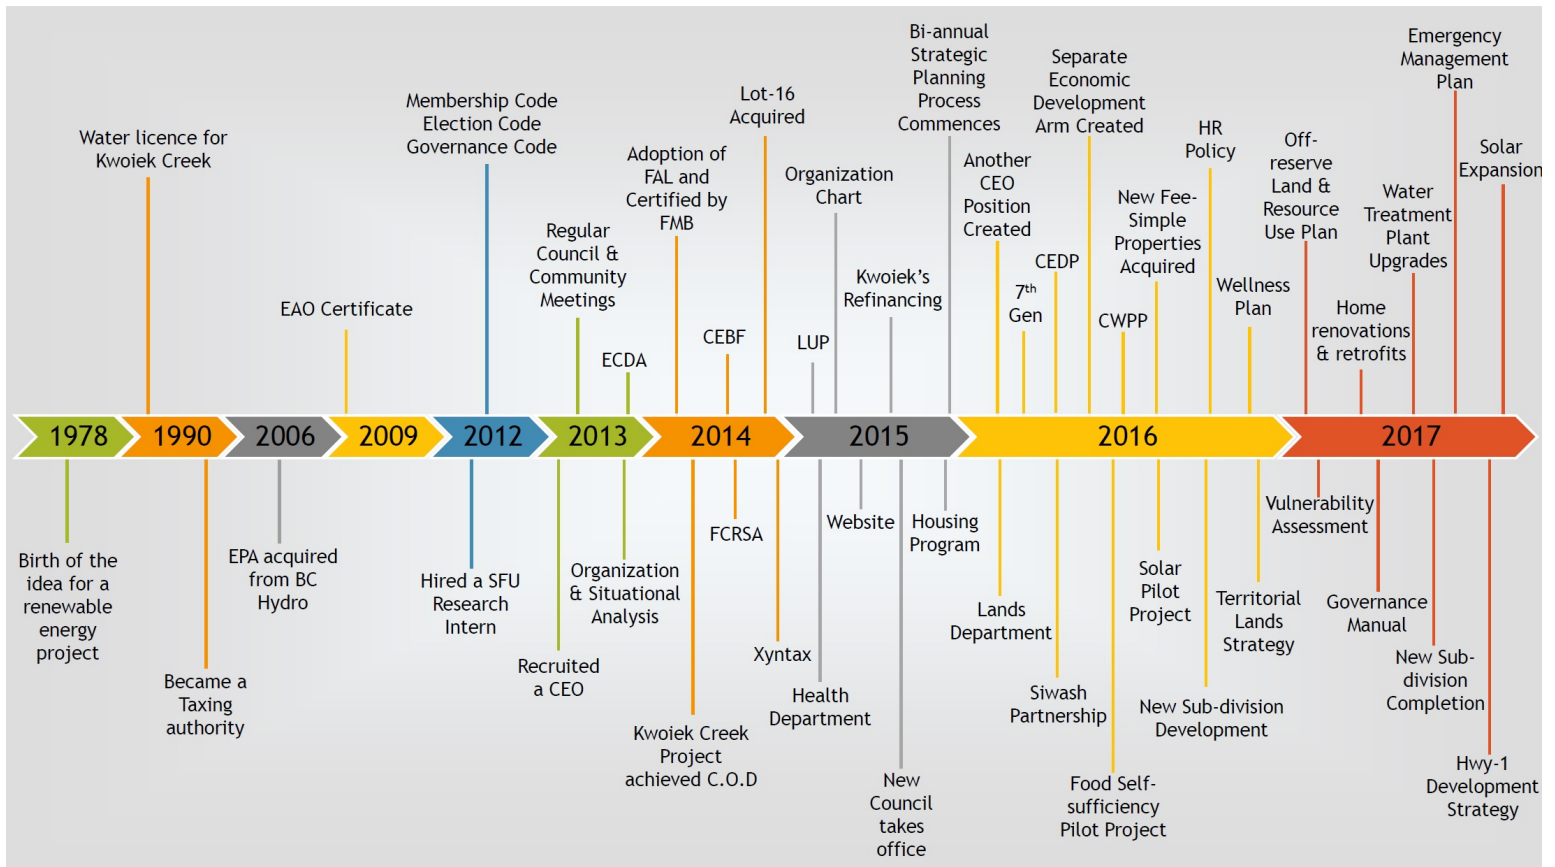 Water licence for
Kwoiek Creek
EAO Certificate
Membership Code
Election Code
Governance Code
Regular
Council &
Community
Meetings
ECDA
Adoption of
FAL and
Certified by
FMB
CEBF
Lot-16
Acquired
LUP
Organization
Chart
Kwoiek's
Refinancing
Bi-annual
Strategic
Planning
Process
Commences
Another
CEO
Position
Created
7th
Gen
CEDP
Separate
Economic
Development
Arm Created
CWPP
New Fee-
Simple
Properties
Acquired
HR
Policy
Wellness
Plan
Off-
reserve
Land &
Resource
Use Plan
Home
renovations
& retrofits
Water
Treatment
Plant
Upgrades
Emergency
Management
Plan
Solar
Expansion
1978
1990
2006
2009
2012
2013
2014
2015
2016
2017
Birth of the
idea for a
renewable
energy
project
Became a
Taxing
authority
EPA acquired
from BC
Hydro
Hired a SFU
Research
Intern
Recruited
a CEO
Organization
& Situational
Analysis
Kwoiek Creek
Project
achieved C.O.D
FCRSA
Xyntax
Health
Department
Website
New
Council
takes
office
Housing
Program
Lands
Department
Siwash
Partnership
Food Self-
sufficiency
Pilot Project
Solar
Pilot
Project
New Sub-division
Development
Territorial
Lands
Strategy
Vulnerability
Assessment
Governance
Manual
New Sub-
division
Completion
Hwy-1
Development
Strategy